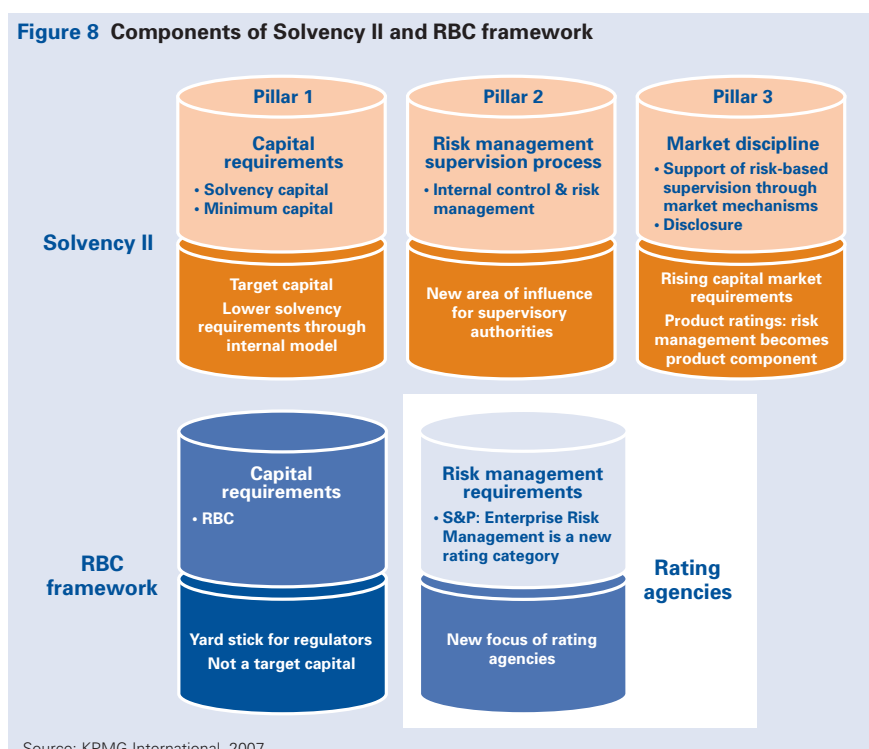 Figure 8 Components of Solvency II and RBC framework
Pillar 1
Pillar 2
Pillar 3
Capital
requirements
• Solvency capital
• Minimum capital
Risk management
supervision process
• Internal control & risk
management
Market discipline
• Support of risk-based
supervision through
market mechanisms
• Disclosure
Solvency II
Target capital
Lower solvency
requirements through
internal model
New area of influence
for supervisory
authorities
Rising capital market
requirements
Product ratings: risk
management becomes
product component
Capital
requirements
• RBC
Risk management
requirements
• S&P: Enterprise Risk
Management is a new
rating category
RBC
framework
Rating
agencies
Yard stick for regulators
Not a target capital
New focus of rating
agencies
Source: KPMG International, 2007